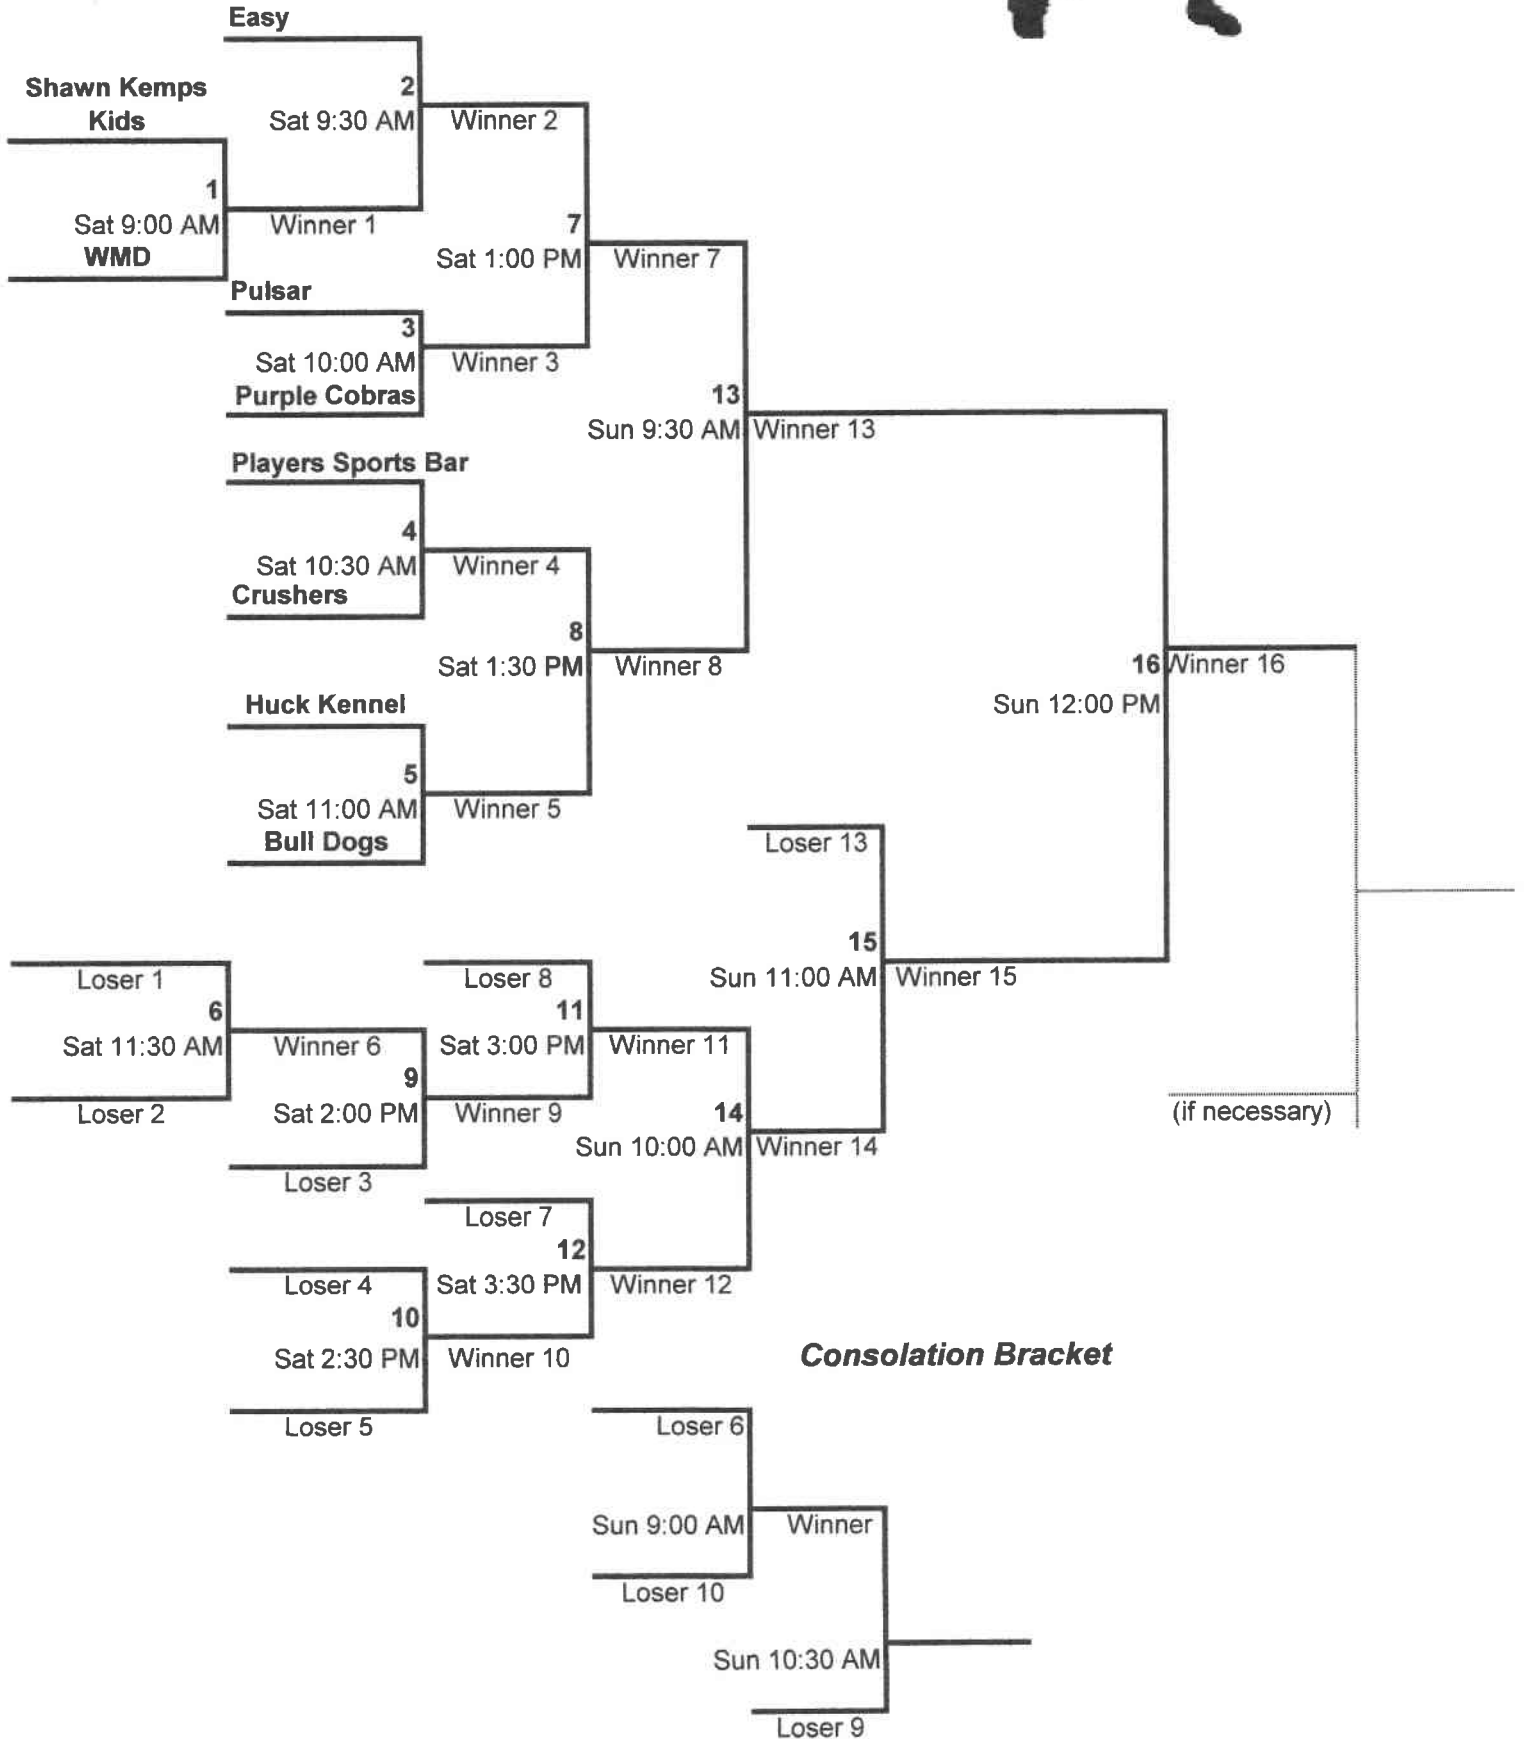 Easy
Shawn Kemps
Kids
2
Sat 9:30 AM
Winner 2
1
Sat 9:00 AM
Winner 1
WMD
7
Sat 1:00 PM
Winner 7
Pulsar
3
Sat 10:00 AM
Winner 3
Purple Cobras
13
Sun 9:30 AM
Winner 13
Players Sports Bar
4
Sat 10:30 AM
Winner 4
Crushers
8
Sat 1:30 PM
Winner 8
16
Winner 16
Sun 12:00 PM
Huck Kennel
5
Sat 11:00 AM
Winner 5
Bull Dogs
Loser 13
15
Sun 11:00 AM
Winner 15
Loser 1
6
Sat 11:30 AM
Winner 6
Loser 2
Loser 8
11
Sat 3:00 PM
Winner 11
9
Sat 2:00 PM
Winner 9
Loser 3
14
Sun 10:00 AM
Winner 14
(if necessary)
Loser 7
12
Sat 3:30 PM
Winner 12
Loser 4
10
Sat 2:30 PM
Winner 10
Loser 5
Consolation Bracket
Loser 6
Sun 9:00 AM
Winner
Loser 10
Sun 10:30 AM
Loser 9